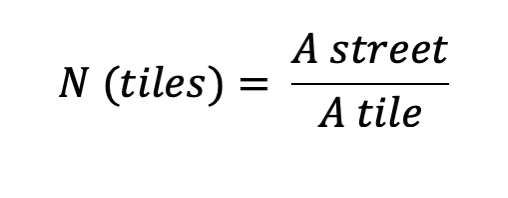 N (tiles) = A street / A tile